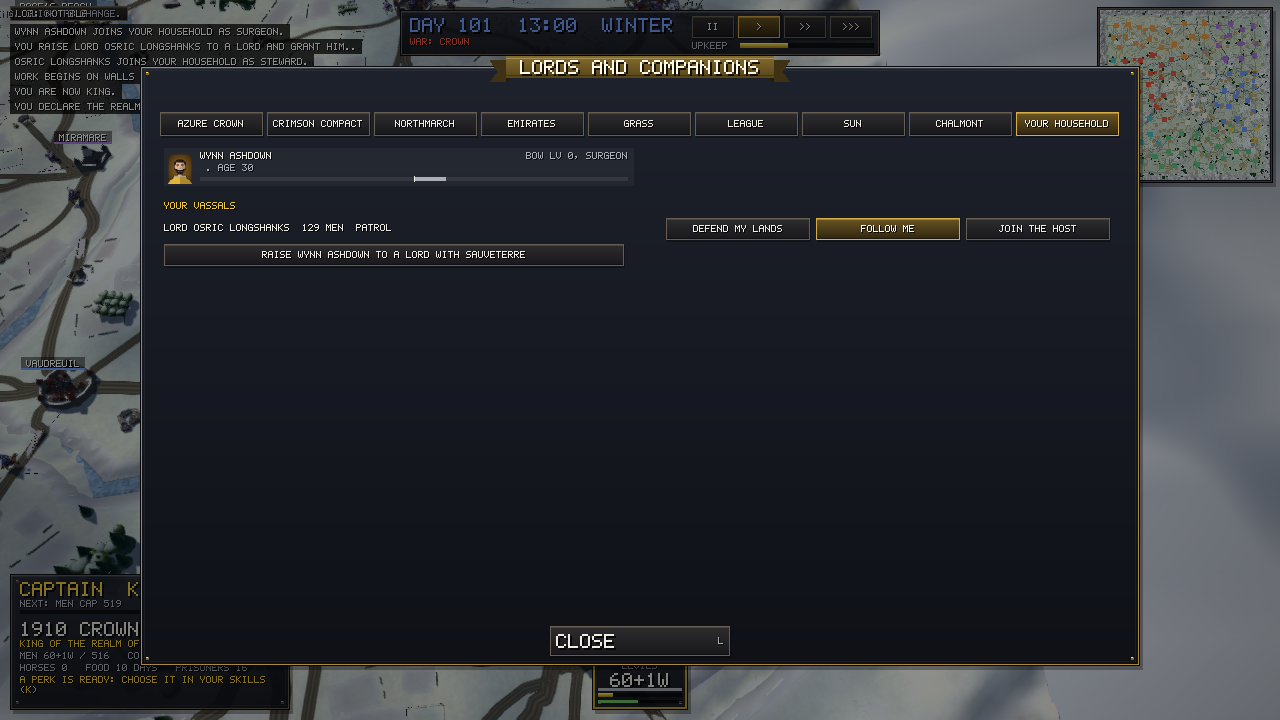 WYNN ASHDOWN JOINS YOUR HOUSEHOLD AS SURGEON.
YOU RAISE LORD OSRIC LONGSHANKS TO A LORD AND GRANT HIM..
OSRIC LONGSHANKS JOINS YOUR HOUSEHOLD AS STEWARD.
WORK BEGINS ON WALLS
YOU ARE NOW KING.
YOU DECLARE THE REALM
DAY 101 13:00 WINTER
WAR: CROWN
II > >> >>>
UPKEEP
LORDS AND COMPANIONS
MIRAMARE
AZURE CROWN CRIMSON COMPACT NORTHMARCH EMIRATES GRASS LEAGUE SUN CHALMONT YOUR HOUSEHOLD
WYNN ASHDOWN BOW LV 0, SURGEON
. AGE 30
YOUR VASSALS
LORD OSRIC LONGSHANKS 129 MEN PATROL
DEFEND MY LANDS FOLLOW ME JOIN THE HOST
RAISE WYNN ASHDOWN TO A LORD WITH SAUVETERRE
VAUDREUIL
CAPTAIN K
NEXT: MEN CAP 519
1910 CROWN
KING OF THE REALM OF
MEN 60+1W / 516 CO
HORSES 0 FOOD 10 DAYS PRISONERS 16
A PERK IS READY: CHOOSE IT IN YOUR SKILLS
(K)
CLOSE L
60+1W